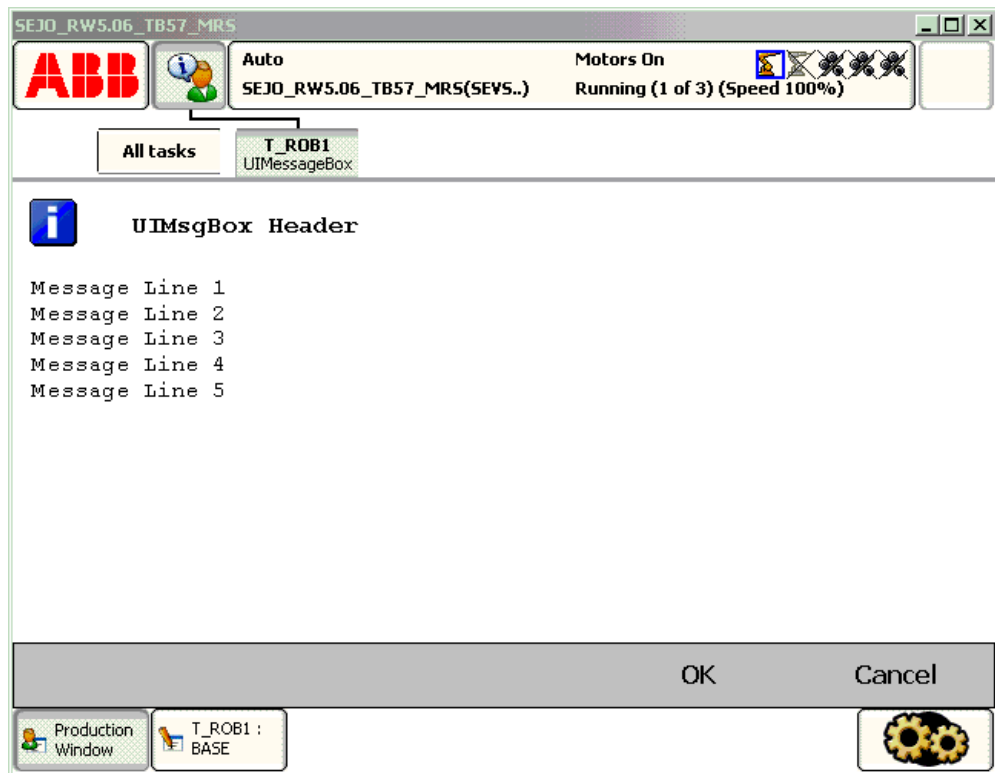 SEJO_RW5.06_TB57_MRS
ABB
Auto
Motors On
SEJO_RW5.06_TB57_MRS(SEVS..)
Running (1 of 3) (Speed 100%)
All tasks
T_ROB1
UIMessageBox
UIMsgBox Header
Message Line 1
Message Line 2
Message Line 3
Message Line 4
Message Line 5
OK
Cancel
Production
Window
T_ROB1 :
BASE